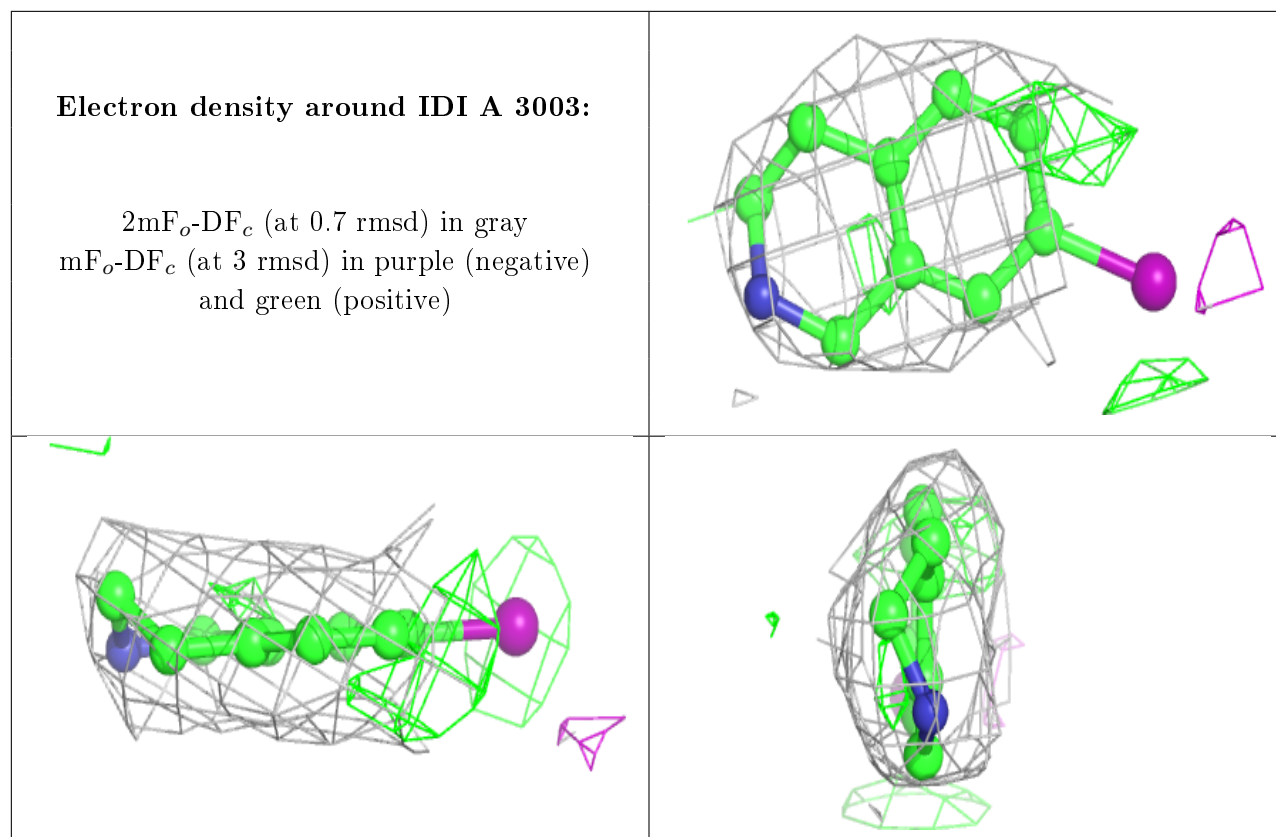 Electron density around IDI A 3003:
2mFₒ-DF𝒸 (at 0.7 rmsd) in gray
mFₒ-DF𝒸 (at 3 rmsd) in purple (negative)
and green (positive)